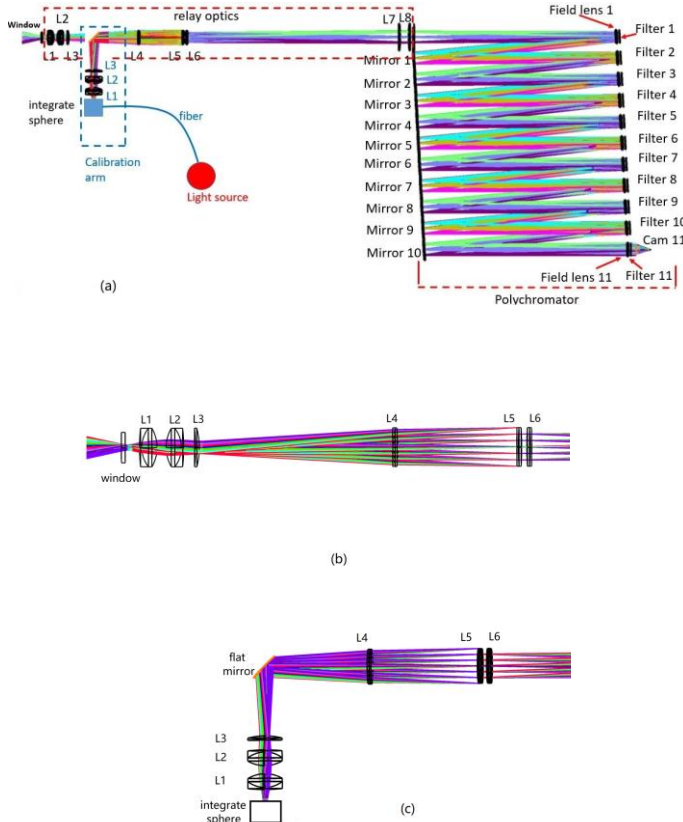 relay optics
Window L2
L1 L3
L4
L5 L6
L7 L8
Field lens 1
Filter 1
Mirror 1
Filter 2
L3
L2
L1
Mirror 2
Filter 3
integrate
sphere
fiber
Mirror 3
Filter 4
Mirror 4
Filter 5
Calibration
arm
Mirror 5
Filter 6
Mirror 6
Filter 7
Light source
Mirror 7
Filter 8
Mirror 8
Filter 9
Mirror 9
Filter 10
Mirror 10
Cam 11
Field lens 11
Filter 11
Polychromator
(a)
L1 L2 L3
L4
L5 L6
window
(b)
flat
mirror
L4
L5 L6
L3
L2
L1
integrate
sphere
(c)